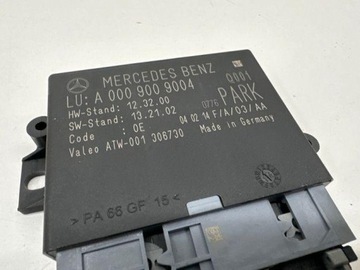 MERCEDES BENZ Q001
LU: A 000 900 9004
HW-Stand: 12.32.00 0776 PARK
SW-Stand: 13.21.02 04 02 14 F/A/03/AA
Code : 0E Made in Germany
Valeo ATW-001 306730
> PA 66 GF 15 <